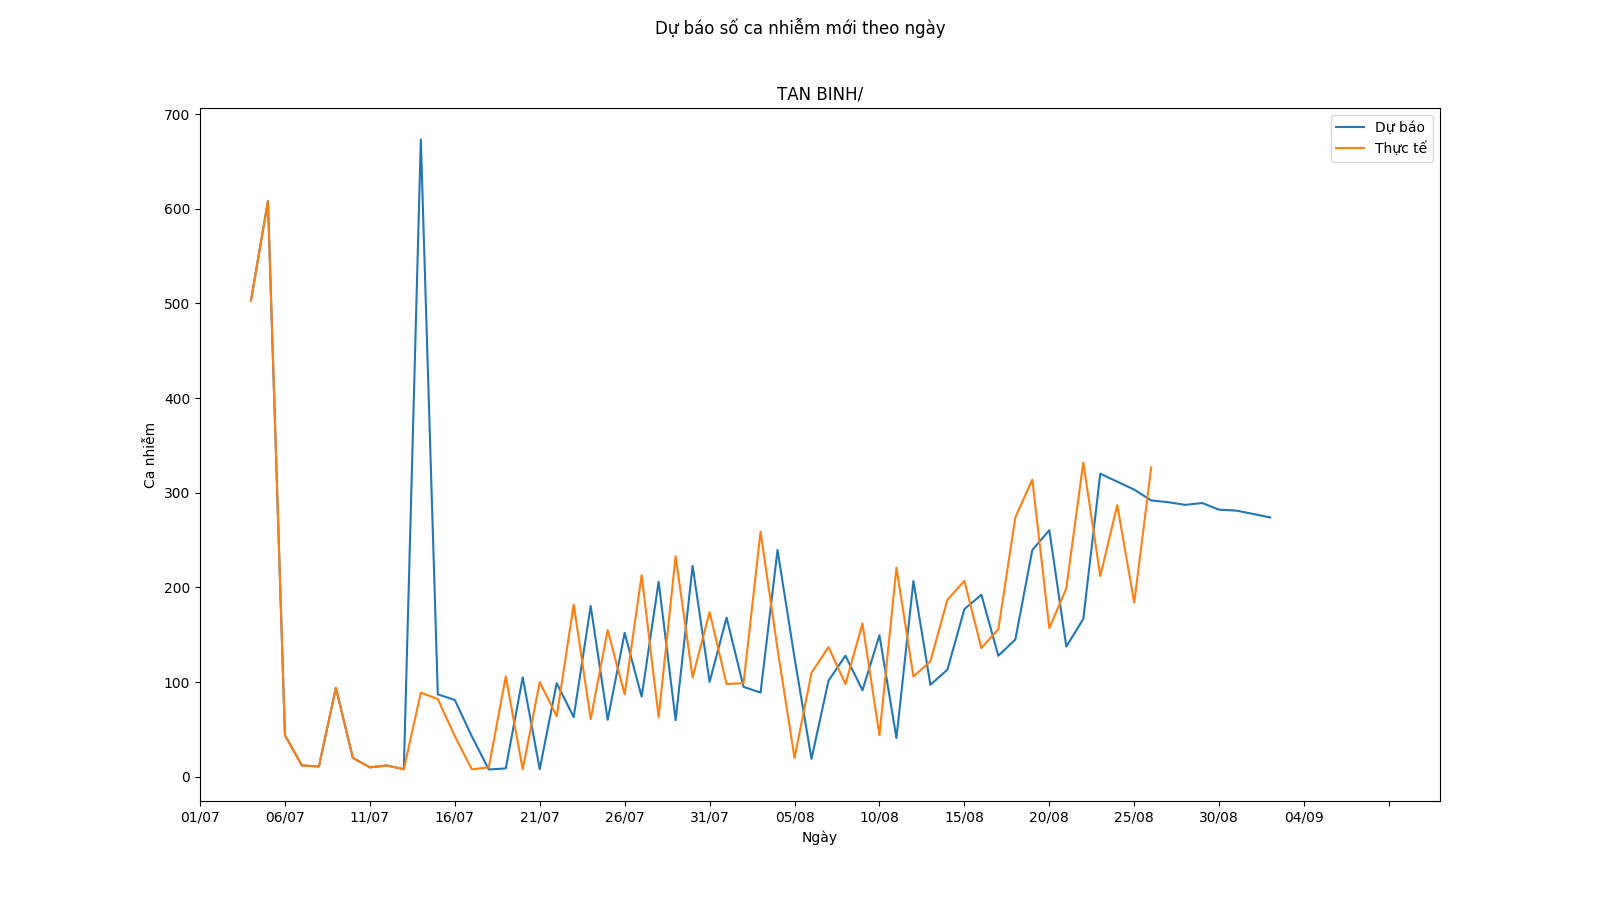 Dự báo số ca nhiễm mới theo ngày
TAN BINH/
Dự báo
Thực tế
700
600
500
400
300
200
100
0
Ca nhiễm
01/07 06/07 11/07 16/07 21/07 26/07 31/07 05/08 10/08 15/08 20/08 25/08 30/08 04/09
Ngày